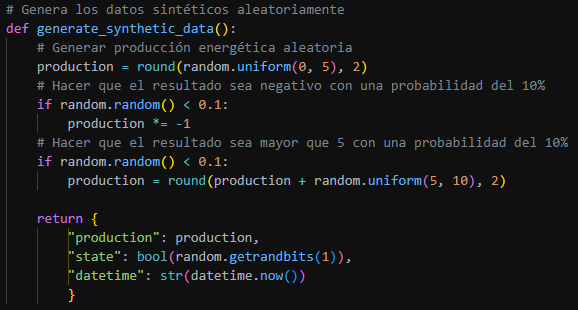 # Genera los datos sintéticos aleatoriamente
def generate_synthetic_data():
    # Generar producción energética aleatoria
    production = round(random.uniform(0, 5), 2)
    # Hacer que el resultado sea negativo con una probabilidad del 10%
    if random.random() < 0.1:
        production *= -1
    # Hacer que el resultado sea mayor que 5 con una probabilidad del 10%
    if random.random() < 0.1:
        production = round(production + random.uniform(5, 10), 2)

    return {
        "production": production,
        "state": bool(random.getrandbits(1)),
        "datetime": str(datetime.now())
        }